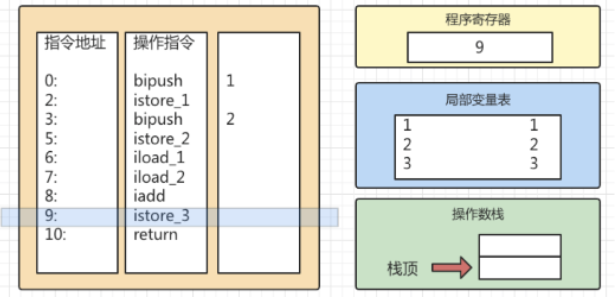 指令地址 操作指令
0: bipush 1
2: istore_1
3: bipush 2
5: istore_2
6: iload_1
7: iload_2
8: iadd
9: istore_3
10: return
程序寄存器
9
局部变量表
1 1
2 2
3 3
操作数栈
栈顶